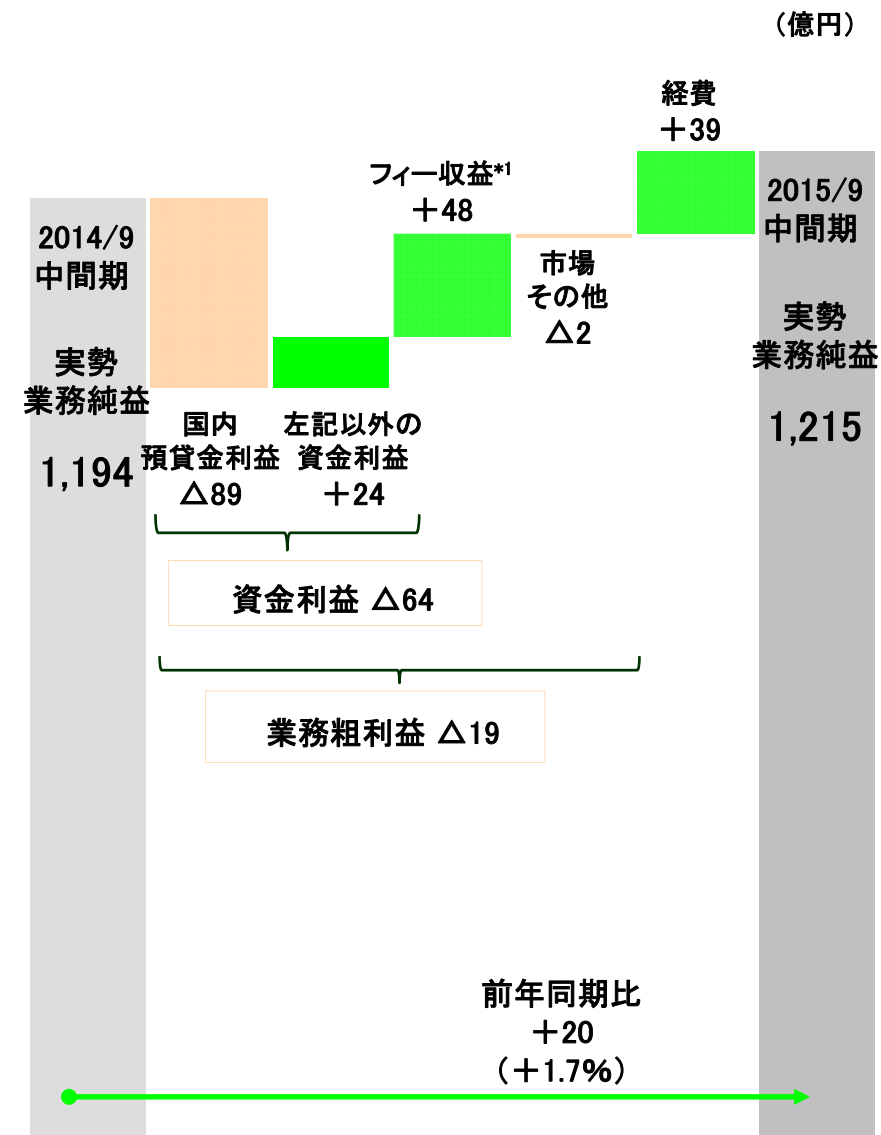 （億円）
経費
＋39
フィー収益*1
＋48
2014/9
中間期
実勢
業務純益
1,194
国内
預貸金利益
△89
左記以外の
資金利益
＋24
市場
その他
△2
2015/9
中間期
実勢
業務純益
1,215
資金利益 △64
業務粗利益 △19
前年同期比
＋20
（＋1.7％）